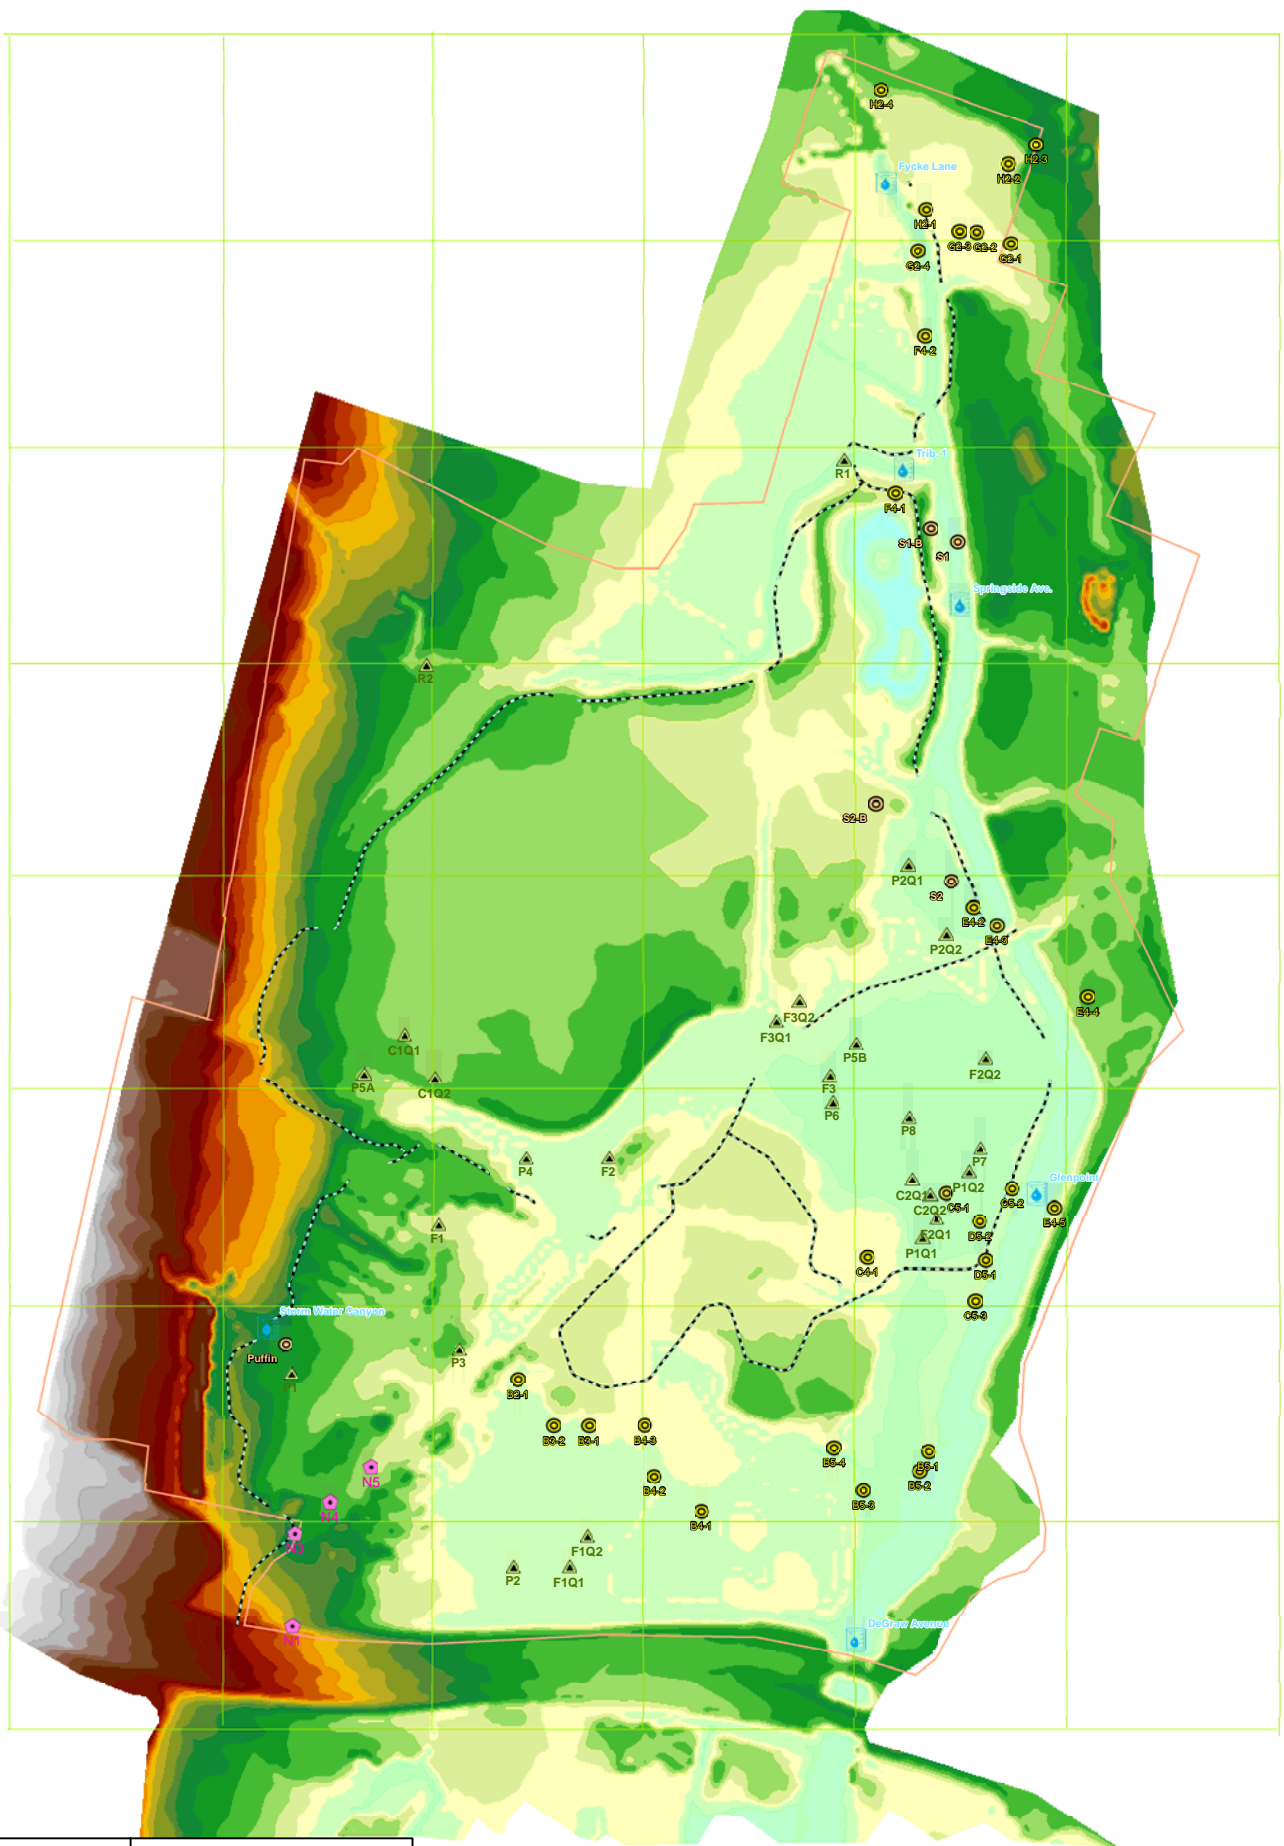 H2-4
H2-3
Fycke Lane
H2-2
H2-1
G2-3
G2-2
G2-1
G2-4
F4-2
Trib. 1
R1
F4-1
S1-B
S1
Springside Ave.
R2
S2-B
P2Q1
S2
E4-2
E4-3
P2Q2
E4-4
F3Q2
F3Q1
C1Q1
P5B
F2Q2
P5A
C1Q2
F3
P6
P8
P7
P4
F2
P1Q2
Glenpoint
C2Q1
C5-1
C5-2
C2Q2
E4-5
F1
F2Q1
D5-2
P1Q1
C4-1
D5-1
Storm Water Canyon
C5-3
Puffin
P3
P1
B2-1
B3-2
B3-1
B4-3
B5-4
B5-1
N5
B4-2
B5-2
B5-3
N4
B4-1
N3
F1Q2
P2
F1Q1
DeGraw Avenue
N1